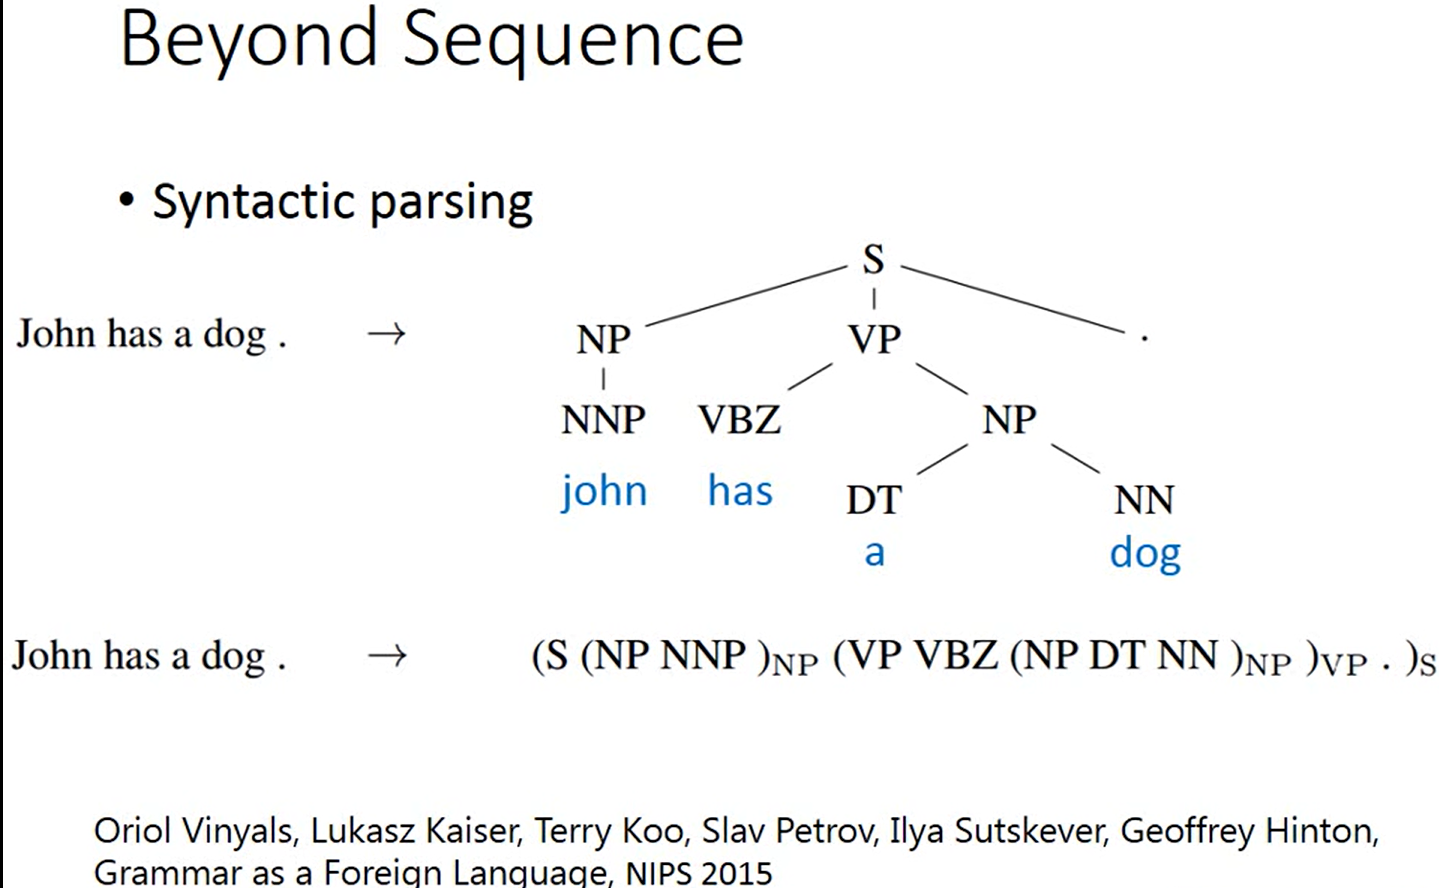 Beyond Sequence
• Syntactic parsing
S
John has a dog . → NP VP .
NNP VBZ NP
john has DT NN
a dog
John has a dog . → (S (NP NNP )NP (VP VBZ (NP DT NN )NP )VP . )S
Oriol Vinyals, Lukasz Kaiser, Terry Koo, Slav Petrov, Ilya Sutskever, Geoffrey Hinton,
Grammar as a Foreign Language, NIPS 2015